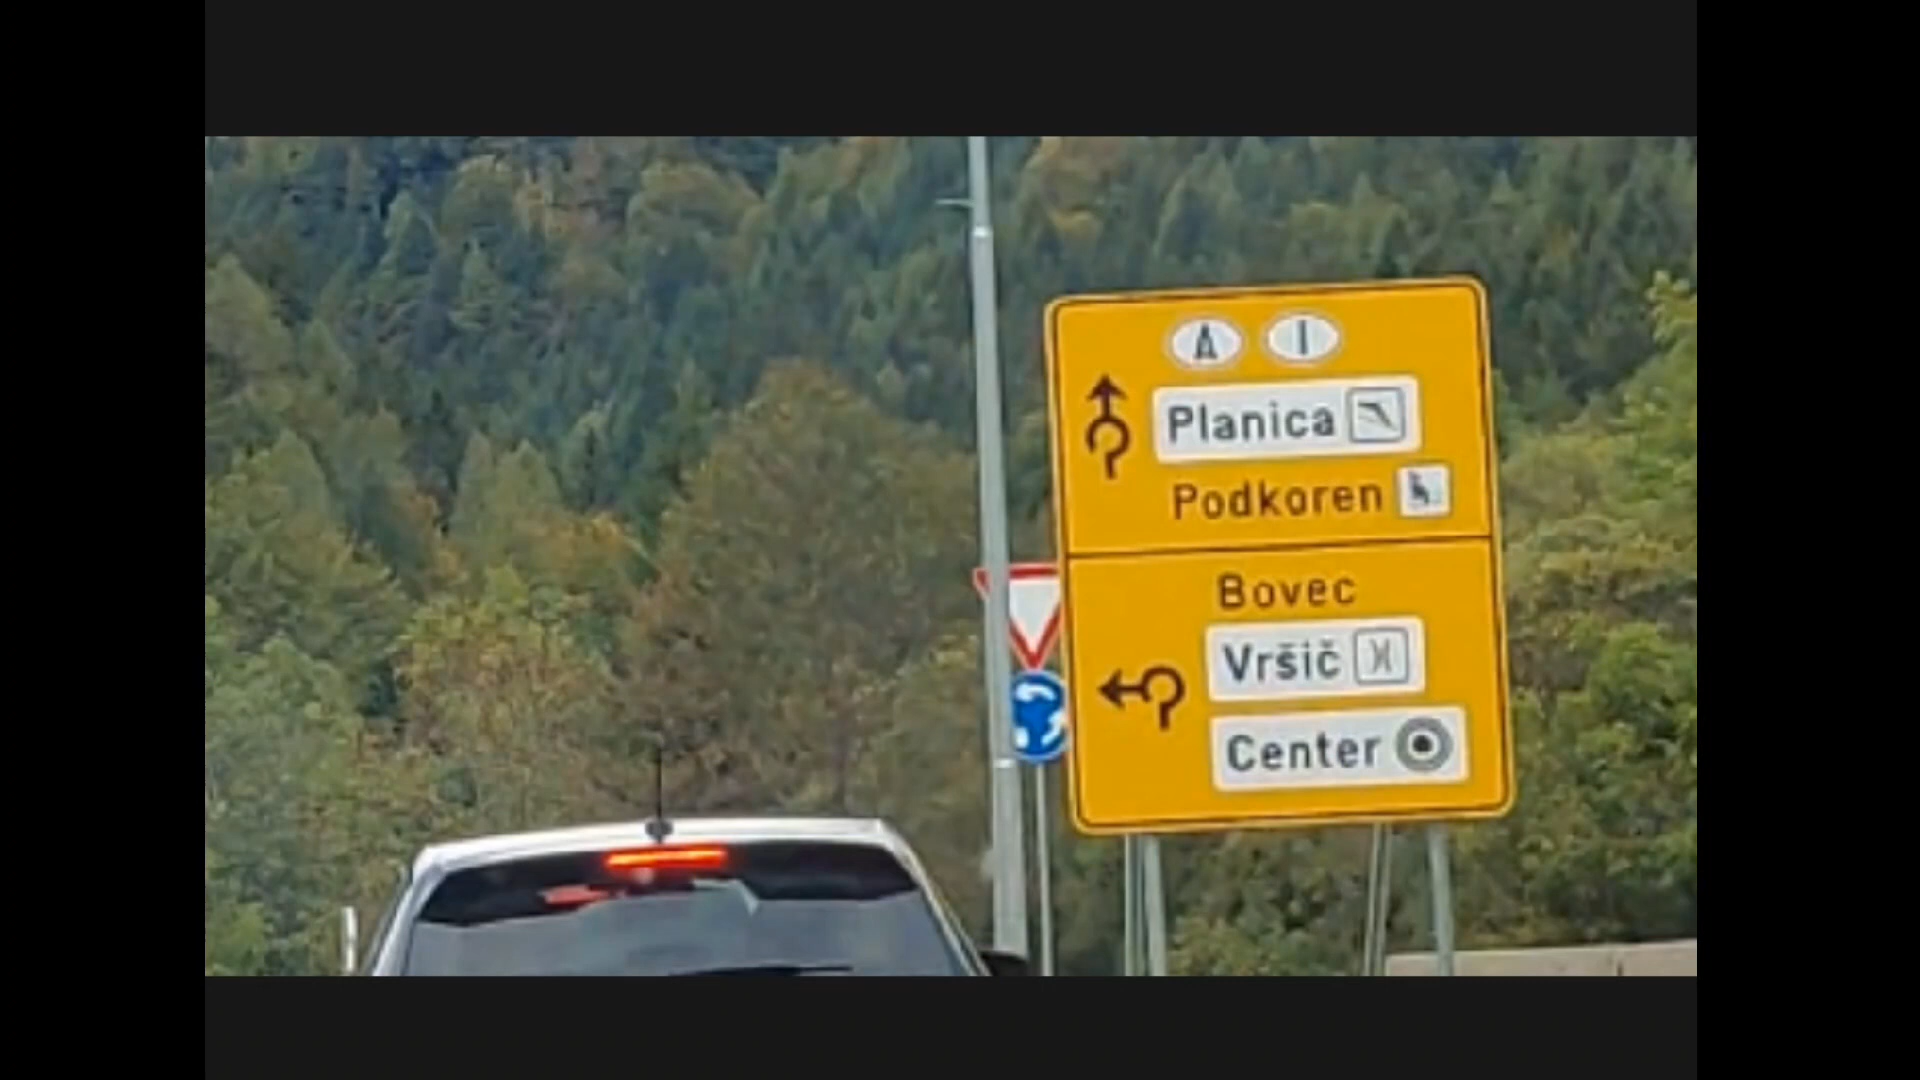 A I
Planica
Podkoren
Bovec
Vršič
Center